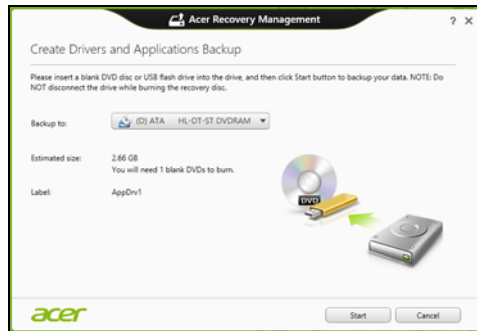 Acer Recovery Management
? ×
Create Drivers and Applications Backup
Please insert a blank DVD disc or USB flash drive into the drive, and then click Start button to backup your data. NOTE: Do
NOT disconnect the drive while burning the recovery disc.
Backup to: (D) ATA HL-DT-ST DVDRAM
Estimated size: 2.66 GB
You will need 1 blank DVDs to burn.
Label: AppDrv1
DVD
acer Start Cancel